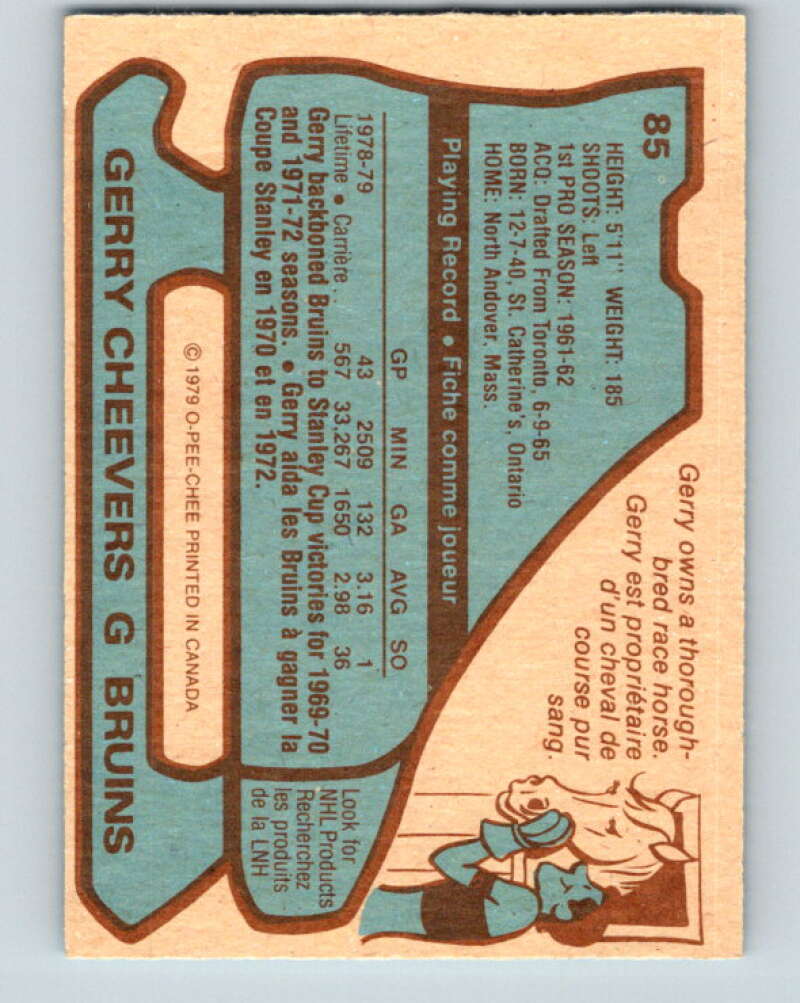 85
HEIGHT: 5'11" WEIGHT: 185
SHOOTS: Left
1st PRO SEASON: 1961-62
ACQ: Drafted From Toronto, 6-9-65
BORN: 12-7-40, St. Catherine's, Ontario
HOME: North Andover, Mass.
Gerry owns a thorough-
bred race horse.
Gerry est propriétaire
d'un cheval de
course pur
sang.
Playing Record • Fiche comme joueur
GP MIN GA AVG SO
1978-79 43 2509 132 3.16 1
Lifetime • Carrière .. 567 33,267 1650 2.98 36
Gerry backboned Bruins to Stanley Cup victories for 1969-70
and 1971-72 seasons. • Gerry aida les Bruins à gagner la
Coupe Stanley en 1970 et en 1972.
Look for
NHL Products
Recherchez
les produits
de la LNH
© 1979 O-PEE-CHEE PRINTED IN CANADA
GERRY CHEEVERS G BRUINS